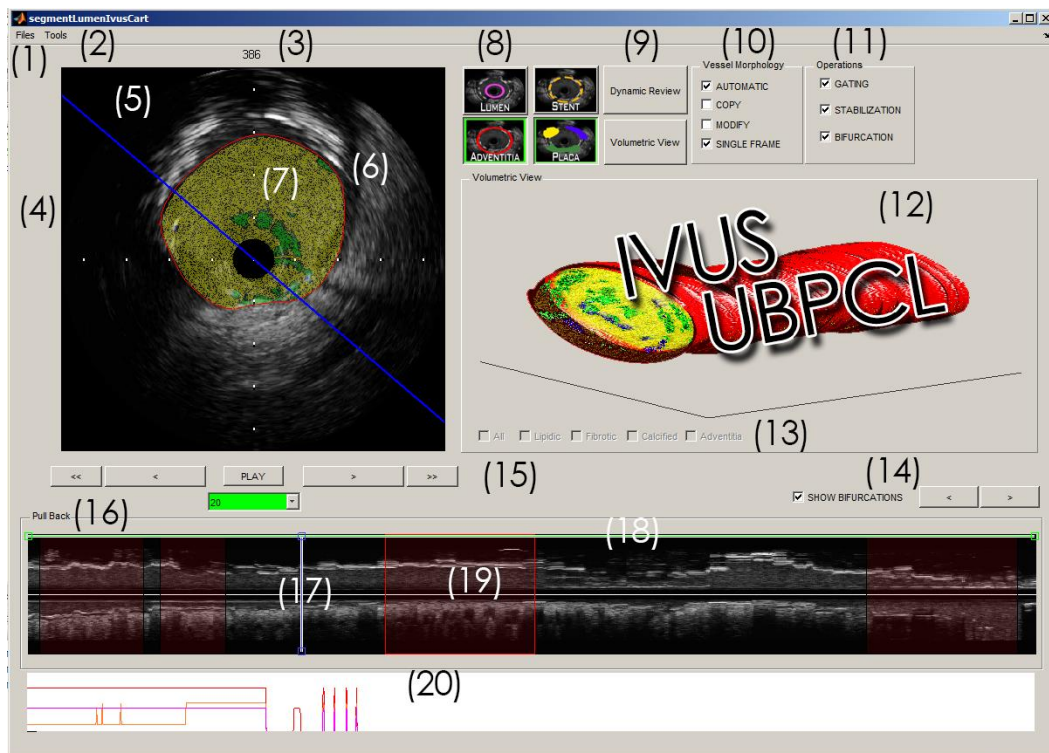 segmentLumenIvusCart
Files Tools
(1)
(2)
(3)
386
(4)
(5)
(6)
(7)
(8)
(9)
(10)
(11)
LUMEN
STENT
ADVENTITIA
PLACA
Dynamic Review
Volumetric View
Vessel Morphology
AUTOMATIC
COPY
MODIFY
SINGLE FRAME
Operations
GATING
STABILIZATION
BIFURCATION
Volumetric View
(12)
IVUS
UBPCL
All Lipidic Fibrotic Calcified Adventitia
(13)
<< < PLAY > >>
20
(15)
(14)
SHOW BIFURCATIONS < >
Pull Back
(16)
(17)
(18)
(19)
(20)